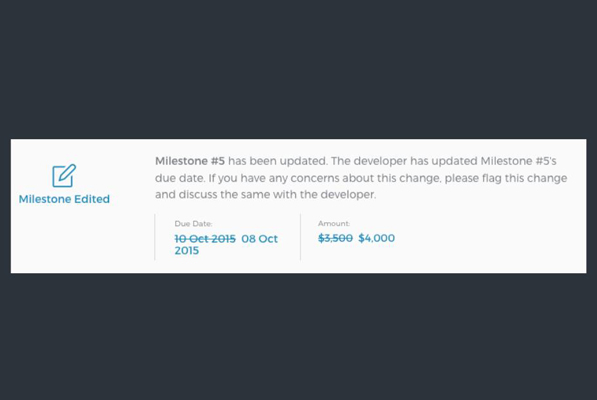 Milestone #5 has been updated. The developer has updated Milestone #5's
due date. If you have any concerns about this change, please flag this change
and discuss the same with the developer.
Milestone Edited
Due Date:
10 Oct 2015 08 Oct
2015
Amount:
$3,500 $4,000